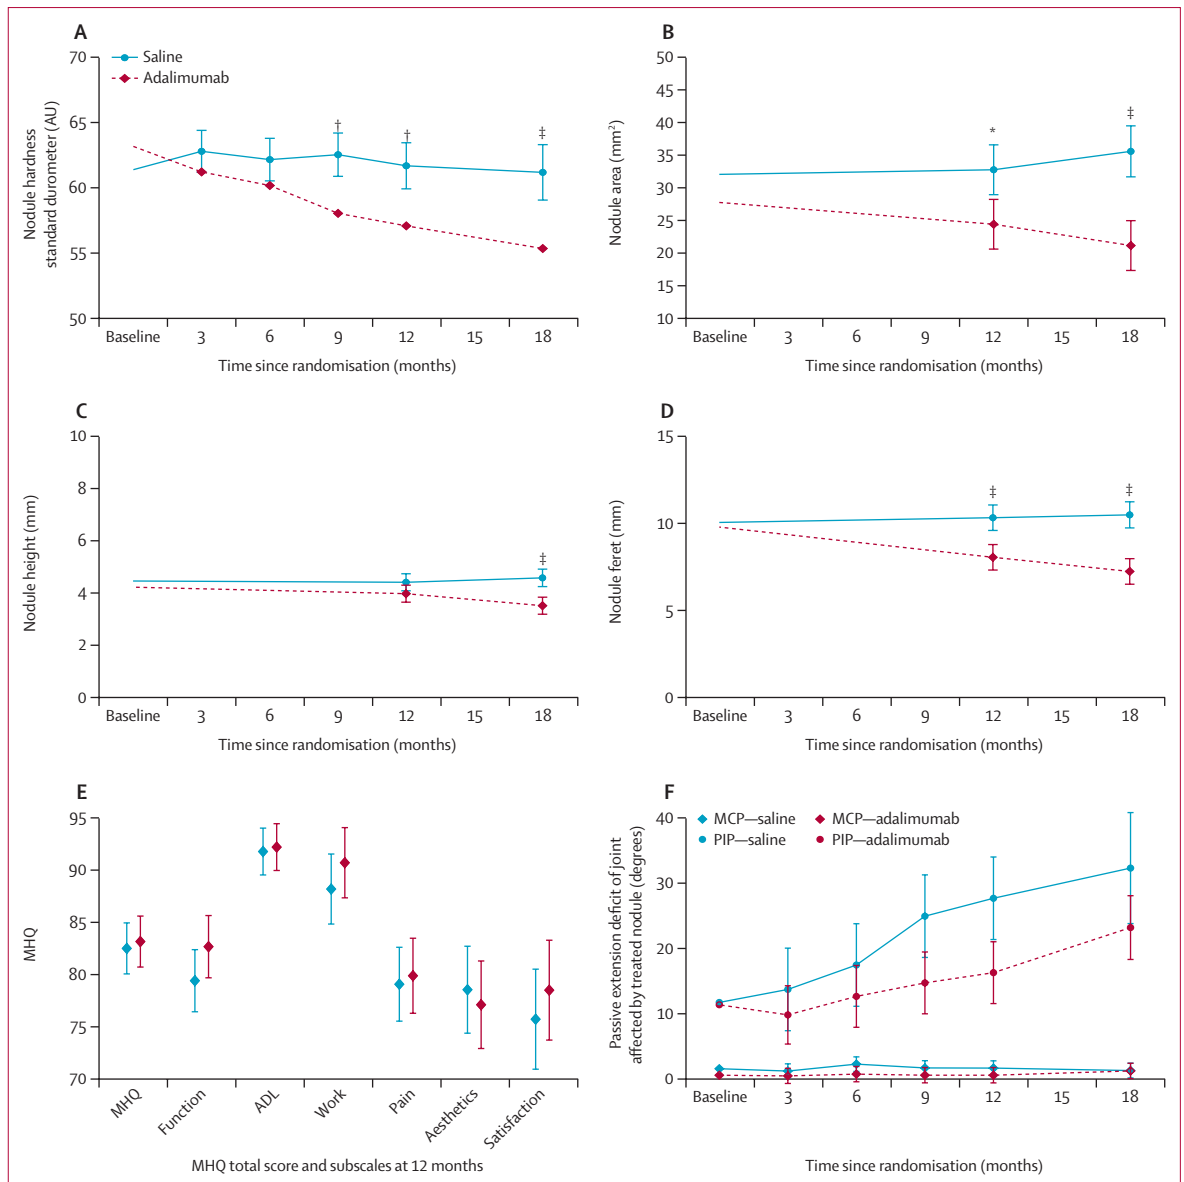 A
70
65
60
55
50
Nodule hardness
standard durometer (AU)
Saline
Adalimumab
†
†
‡
Baseline 3 6 9 12 15 18
Time since randomisation (months)
B
50
45
40
35
30
25
20
15
10
Nodule area (mm²)
*
‡
Baseline 3 6 9 12 15 18
Time since randomisation (months)
C
10
8
6
4
2
0
Nodule height (mm)
‡
Baseline 3 6 9 12 15 18
Time since randomisation (months)
D
15
10
5
0
Nodule feret (mm)
‡
‡
Baseline 3 6 9 12 15 18
Time since randomisation (months)
E
95
90
85
80
75
70
MHQ
MHQ
Function
ADL
Work
Pain
Aesthetics
Satisfaction
MHQ total score and subscales at 12 months
F
40
30
20
10
0
Passive extension deficit of joint
affected by treated nodule (degrees)
MCP—saline MCP—adalimumab
PIP—saline PIP—adalimumab
Baseline 3 6 9 12 15 18
Time since randomisation (months)